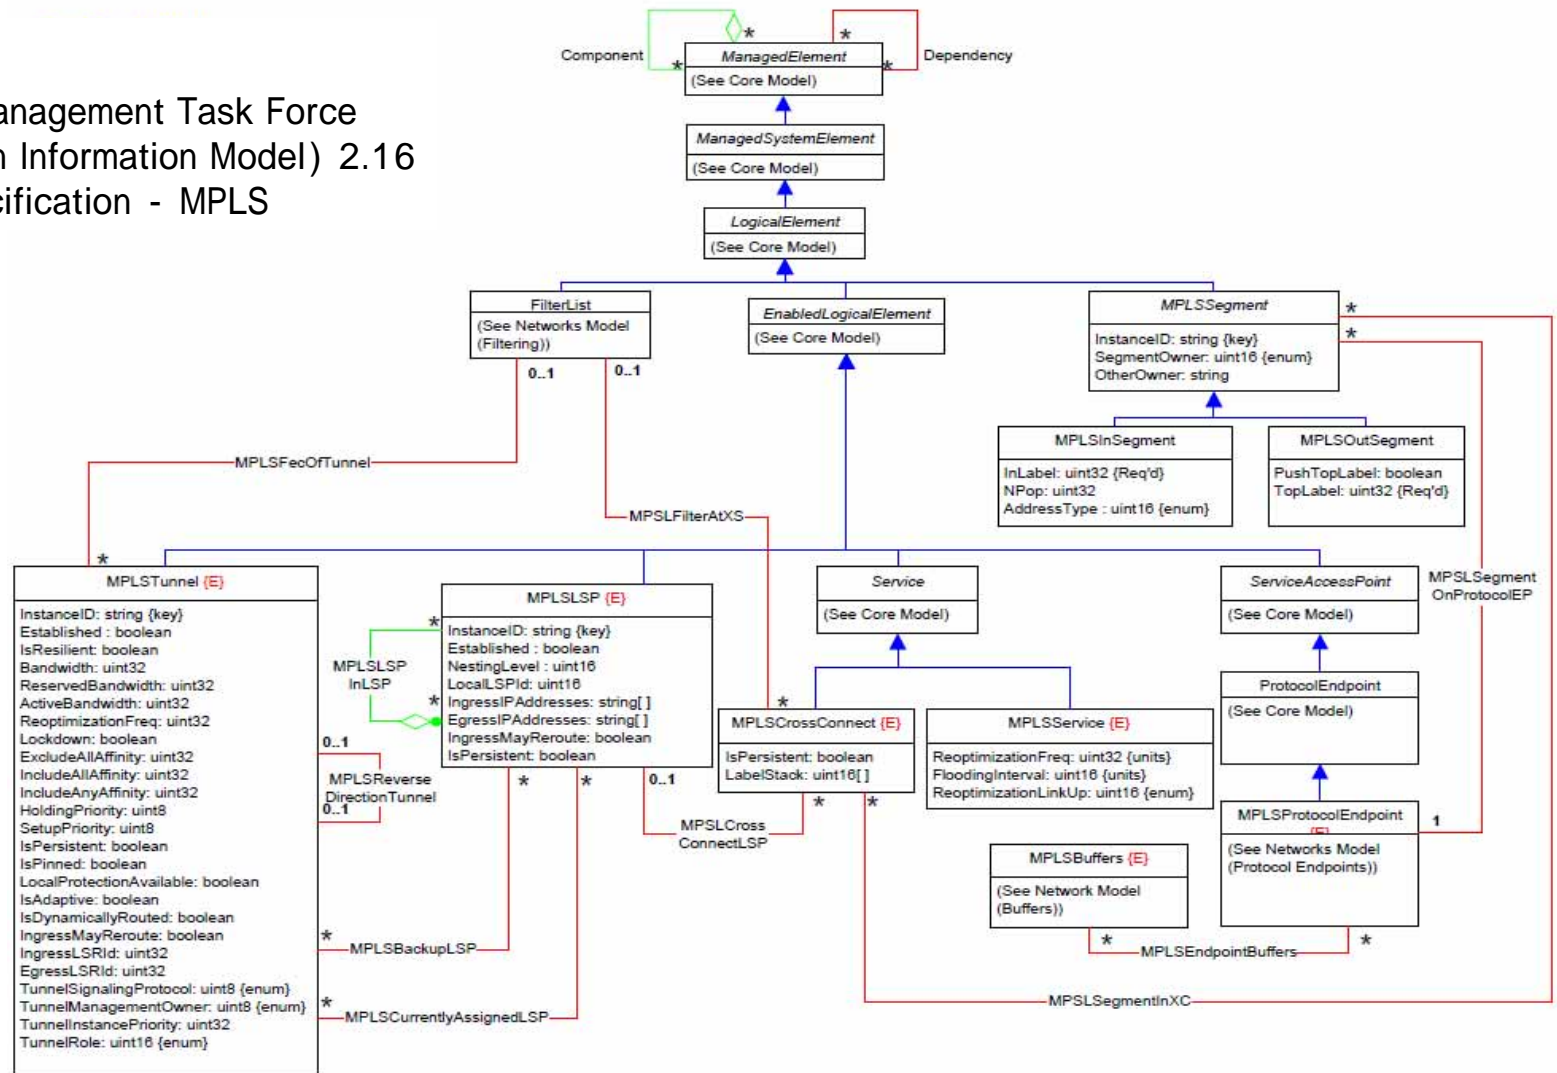 anagement Task Force
n Information Model) 2.16
cification - MPLS
Component
*
*
*
*
Dependency
ManagedElement
(See Core Model)
ManagedSystemElement
(See Core Model)
LogicalElement
(See Core Model)
FilterList
(See Networks Model
(Filtering))
0..1
0..1
EnabledLogicalElement
(See Core Model)
MPLSSegment
InstanceID: string {key}
SegmentOwner: uint16 {enum}
OtherOwner: string
*
*
MPLSInSegment
InLabel: uint32 {Req'd}
NPop: uint32
AddressType : uint16 {enum}
MPLSOutSegment
PushTopLabel: boolean
TopLabel: uint32 {Req'd}
MPLSFecOfTunnel
MPSLFilterAtXS
*
MPLSTunnel {E}
InstanceID: string {key}
Established : boolean
IsResilient: boolean
Bandwidth: uint32
ReservedBandwidth: uint32
ActiveBandwidth: uint32
ReoptimizationFreq: uint32
Lockdown: boolean
ExcludeAllAffinity: uint32
IncludeAllAffinity: uint32
IncludeAnyAffinity: uint32
HoldingPriority: uint8
SetupPriority: uint8
IsPersistent: boolean
IsPinned: boolean
LocalProtectionAvailable: boolean
IsAdaptive: boolean
IsDynamicallyRouted: boolean
IngressMayReroute: boolean
IngressLSRId: uint32
EgressLSRId: uint32
TunnelSignalingProtocol: uint8 {enum}
TunnelManagementOwner: uint8 {enum}
TunnelInstancePriority: uint32
TunnelRole: uint16 {enum}
MPLSLSP
InLSP
*
*
0..1
MPLSReverse
DirectionTunnel
0..1
MPLSLSP {E}
InstanceID: string {key}
Established : boolean
NestingLevel : uint16
LocalLSPId: uint16
IngressIPAddresses: string[ ]
EgressIPAddresses: string[ ]
IngressMayReroute: boolean
IsPersistent: boolean
*
*
0..1
*
MPLSBackupLSP
*
MPLSCurrentlyAssignedLSP
MPSLCross
ConnectLSP
Service
(See Core Model)
*
MPLSCrossConnect {E}
IsPersistent: boolean
LabelStack: uint16[ ]
*
*
MPLSService {E}
ReoptimizationFreq: uint32 {units}
FloodingInterval: uint16 {units}
ReoptimizationLinkUp: uint16 {enum}
ServiceAccessPoint
(See Core Model)
MPSLSegment
OnProtocolEP
ProtocolEndpoint
(See Core Model)
MPLSProtocolEndpoint
{E}
(See Networks Model
(Protocol Endpoints))
1
MPLSBuffers {E}
(See Network Model
(Buffers))
*
MPLSEndpointBuffers
*
MPSLSegmentInXC